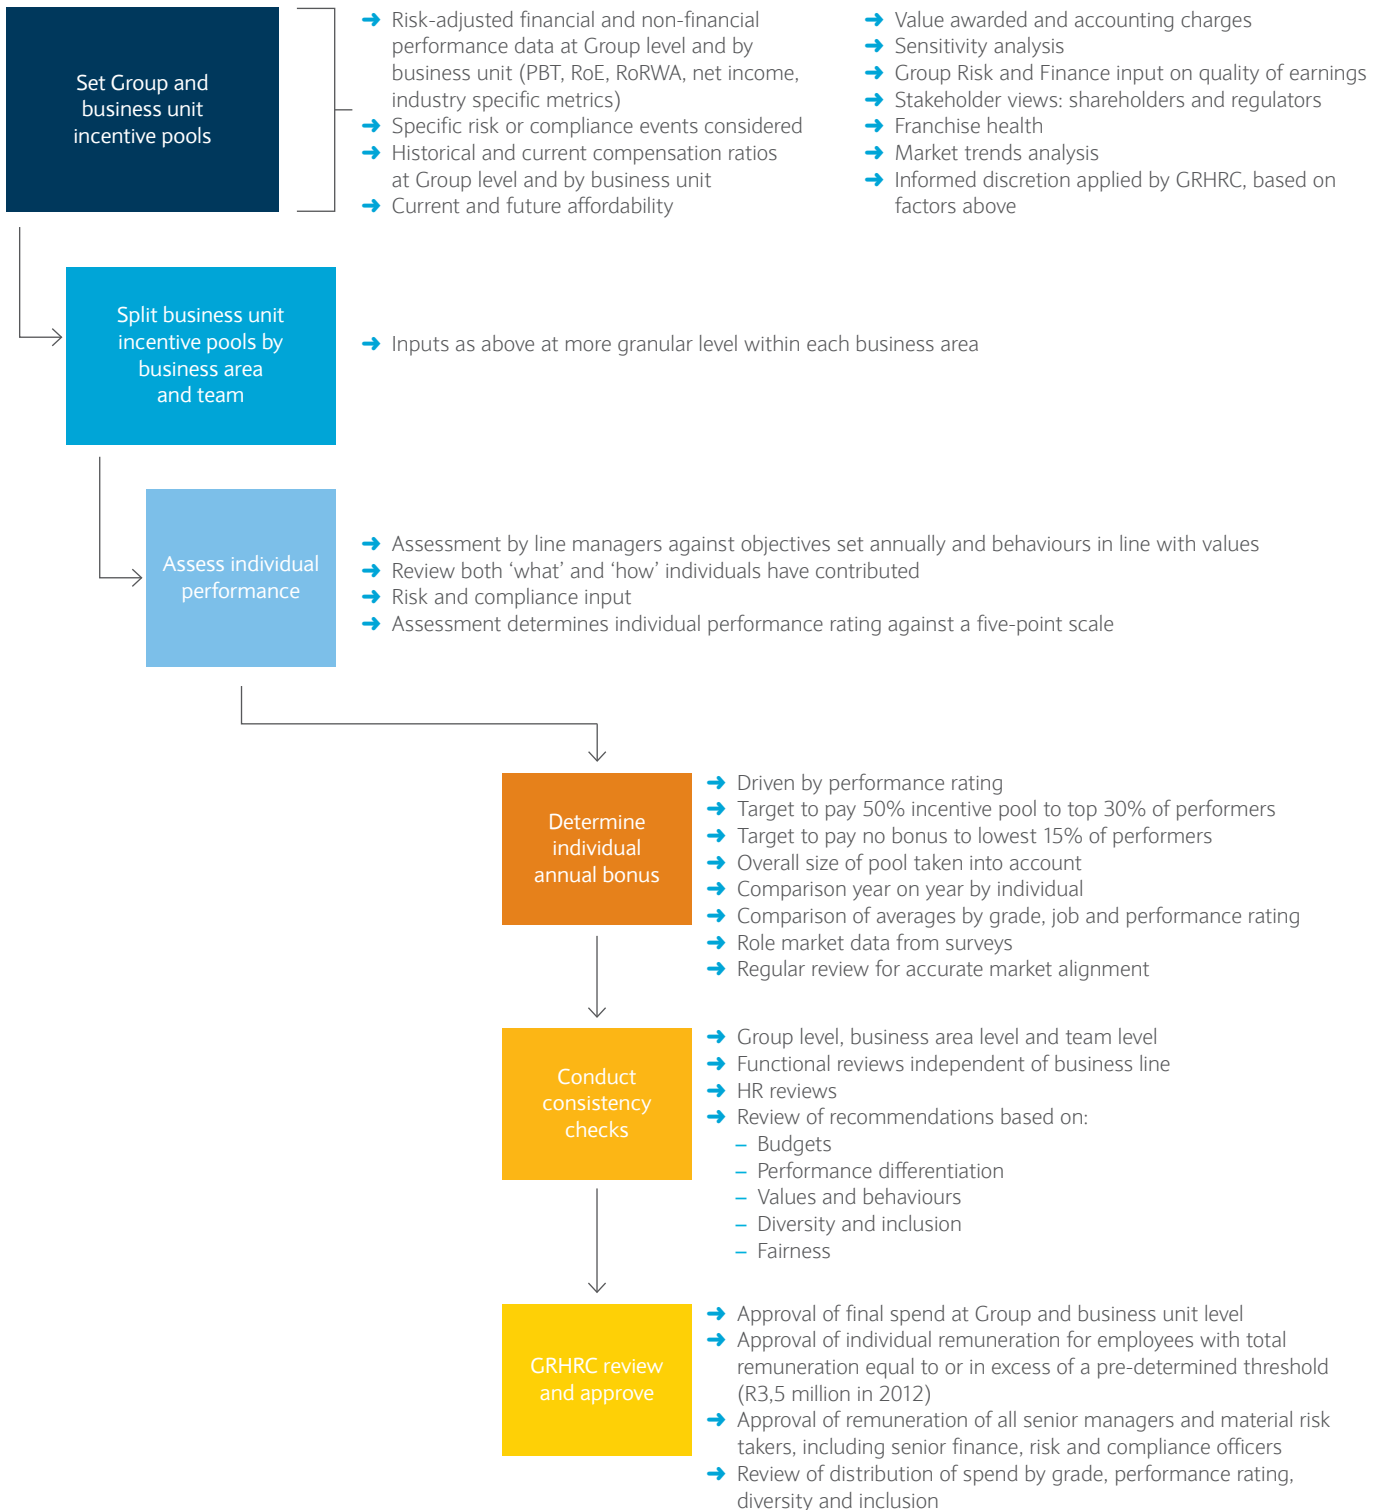 Set Group and
business unit
incentive pools
➜ Risk-adjusted financial and non-financial
performance data at Group level and by
business unit (PBT, RoE, RoRWA, net income,
industry specific metrics)
➜ Specific risk or compliance events considered
➜ Historical and current compensation ratios
at Group level and by business unit
➜ Current and future affordability
➜ Value awarded and accounting charges
➜ Sensitivity analysis
➜ Group Risk and Finance input on quality of earnings
➜ Stakeholder views: shareholders and regulators
➜ Franchise health
➜ Market trends analysis
➜ Informed discretion applied by GRHRC, based on
factors above
Split business unit
incentive pools by
business area
and team
➜ Inputs as above at more granular level within each business area
Assess individual
performance
➜ Assessment by line managers against objectives set annually and behaviours in line with values
➜ Review both ‘what’ and ‘how’ individuals have contributed
➜ Risk and compliance input
➜ Assessment determines individual performance rating against a five-point scale
Determine
individual
annual bonus
➜ Driven by performance rating
➜ Target to pay 50% incentive pool to top 30% of performers
➜ Target to pay no bonus to lowest 15% of performers
➜ Overall size of pool taken into account
➜ Comparison year on year by individual
➜ Comparison of averages by grade, job and performance rating
➜ Role market data from surveys
➜ Regular review for accurate market alignment
Conduct
consistency
checks
➜ Group level, business area level and team level
➜ Functional reviews independent of business line
➜ HR reviews
➜ Review of recommendations based on:
– Budgets
– Performance differentiation
– Values and behaviours
– Diversity and inclusion
– Fairness
GRHRC review
and approve
➜ Approval of final spend at Group and business unit level
➜ Approval of individual remuneration for employees with total
remuneration equal to or in excess of a pre-determined threshold
(R3,5 million in 2012)
➜ Approval of remuneration of all senior managers and material risk
takers, including senior finance, risk and compliance officers
➜ Review of distribution of spend by grade, performance rating,
diversity and inclusion